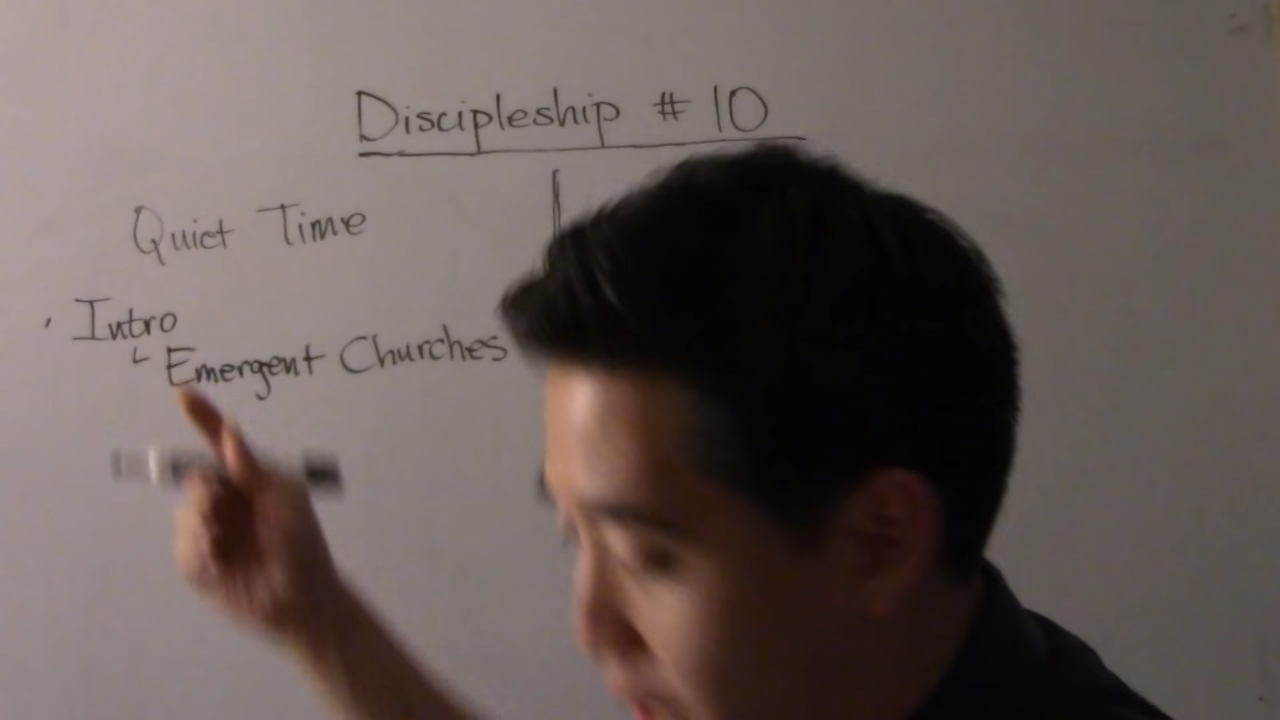 Discipleship # 10
Quiet Time
· Intro
└ Emergent Churches